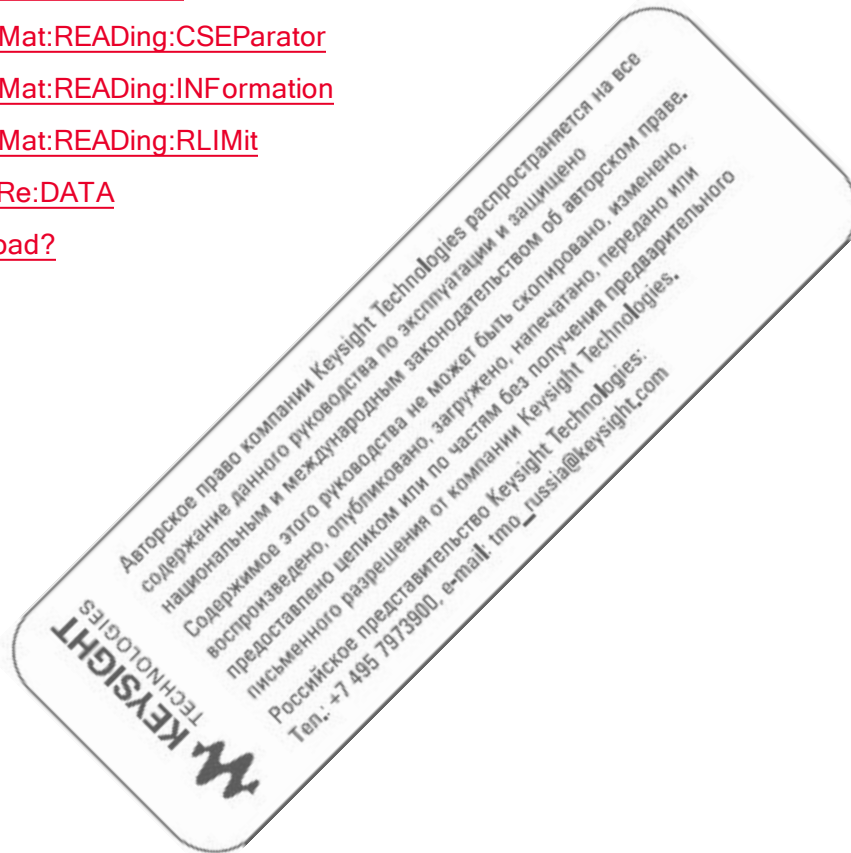 Mat:READing:CSEParator
Mat:READing:INFormation
Mat:READing:RLIMit
Re:DATA
oad?
KEYSIGHT
TECHNOLOGIES
Авторское право компании Keysight Technologies распространяется на все
содержание данного руководства по эксплуатации и защищено
национальным и международным законодательством об авторском праве.
Содержимое этого руководства не может быть скопировано, изменено,
воспроизведено, опубликовано, загружено, напечатано, передано или
предоставлено целиком или по частям без получения предварительного
письменного разрешения от компании Keysight Technologies.
Российское представительство Keysight Technologies:
Тел.: +7 495 7973900, e-mail: tmo_russia@keysight.com